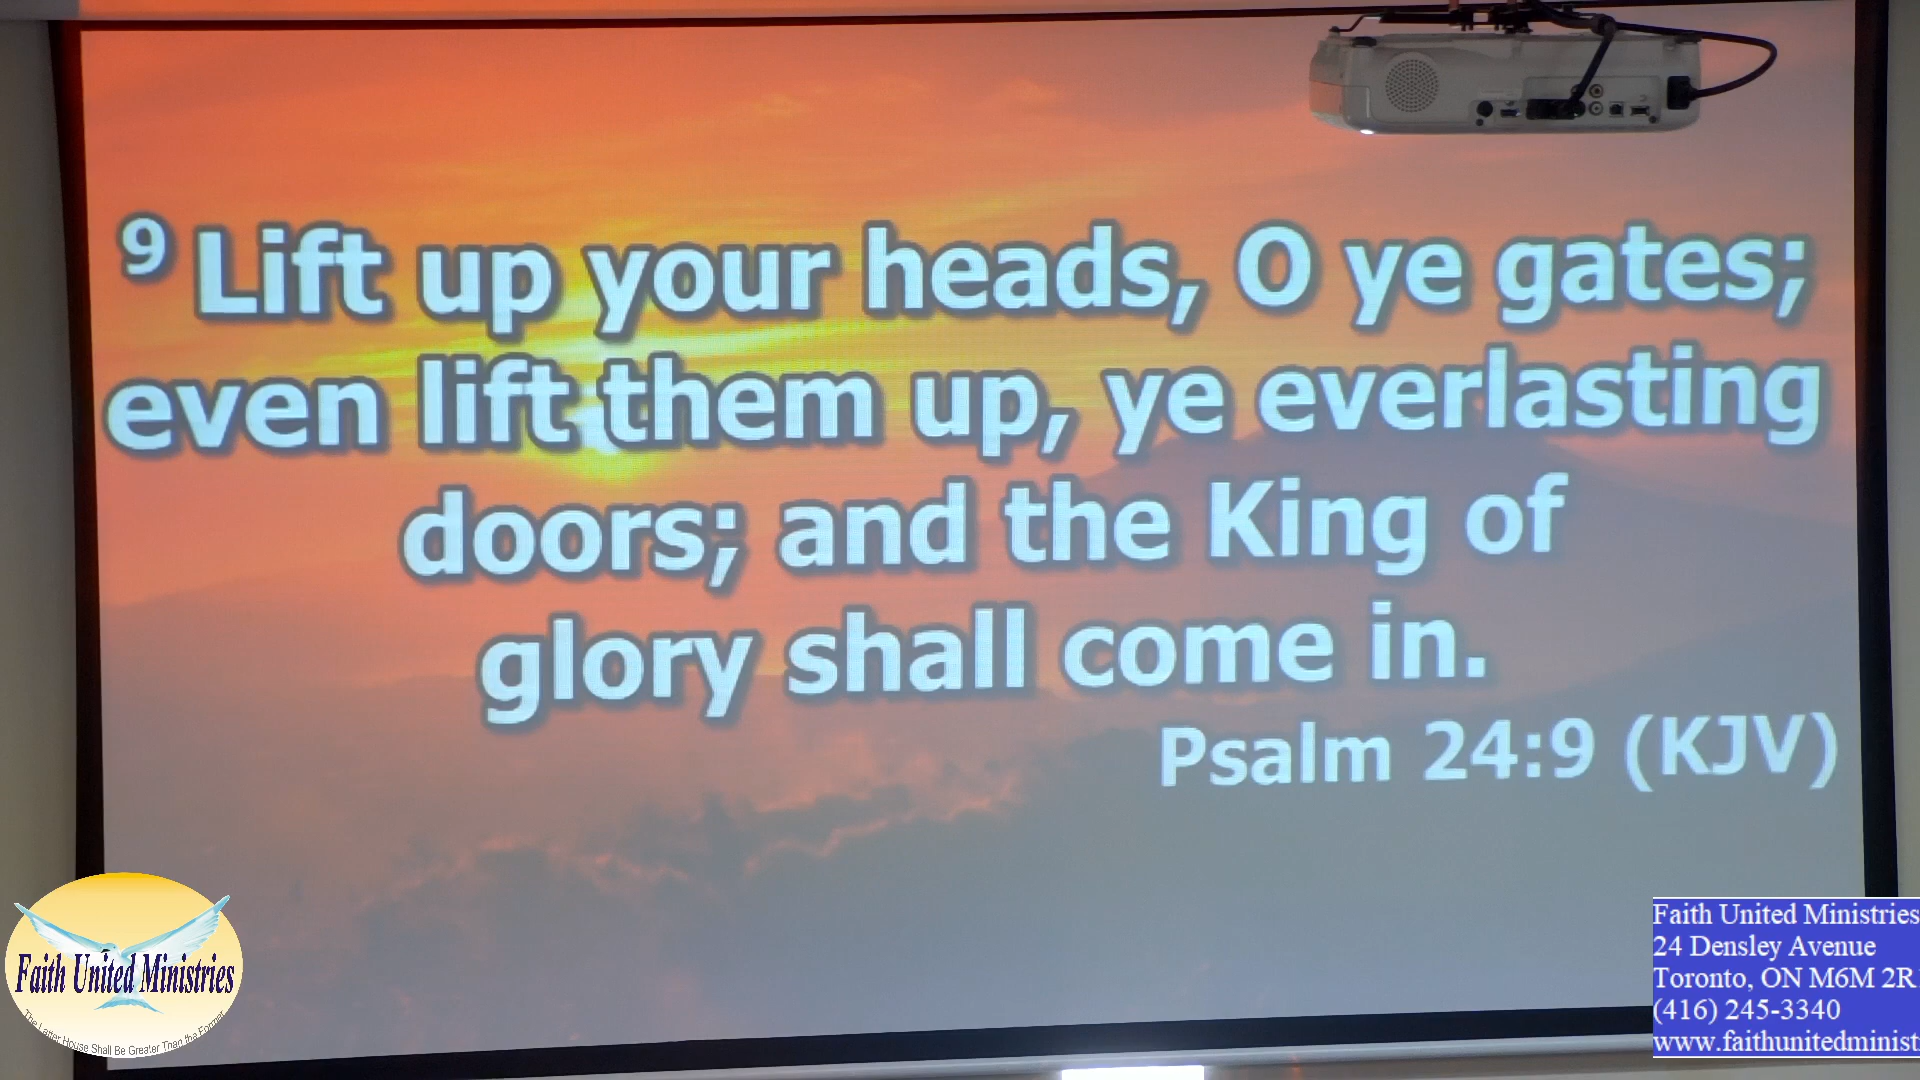 9 Lift up your heads, O ye gates;
even lift them up, ye everlasting
doors; and the King of
glory shall come in.
Psalm 24:9 (KJV)
Faith United Ministries
The Latter House Shall Be Greater Than the Former
Faith United Ministries
24 Densley Avenue
Toronto, ON M6M 2R
(416) 245-3340
www.faithunitedminist